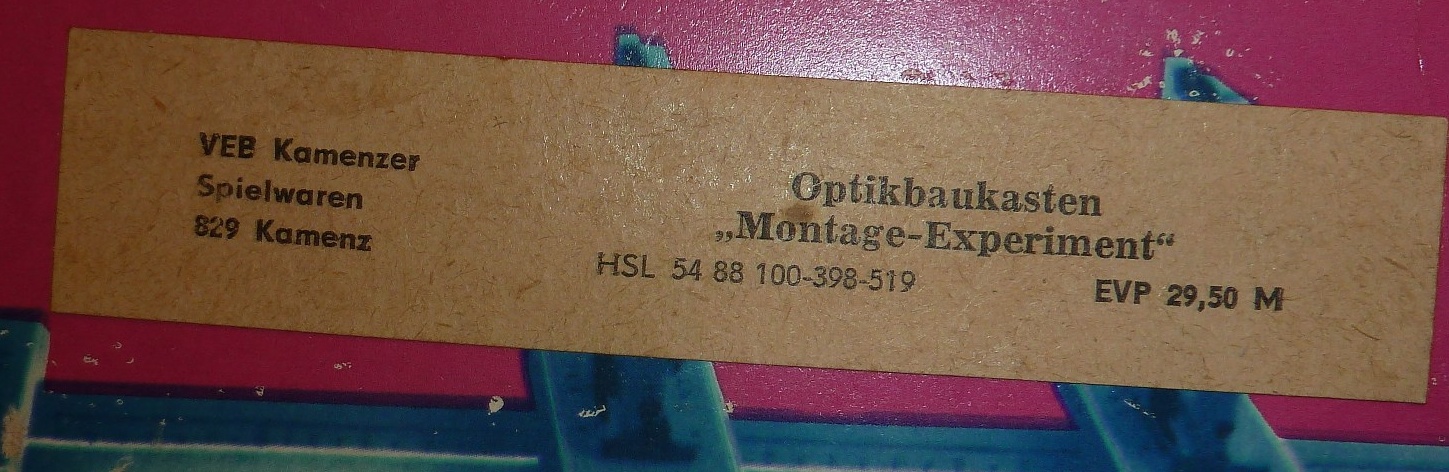 VEB Kamenzer
Spielwaren
829 Kamenz
Optikbaukasten
„Montage-Experiment“
HSL 54 88 100-398-519
EVP 29,50 M